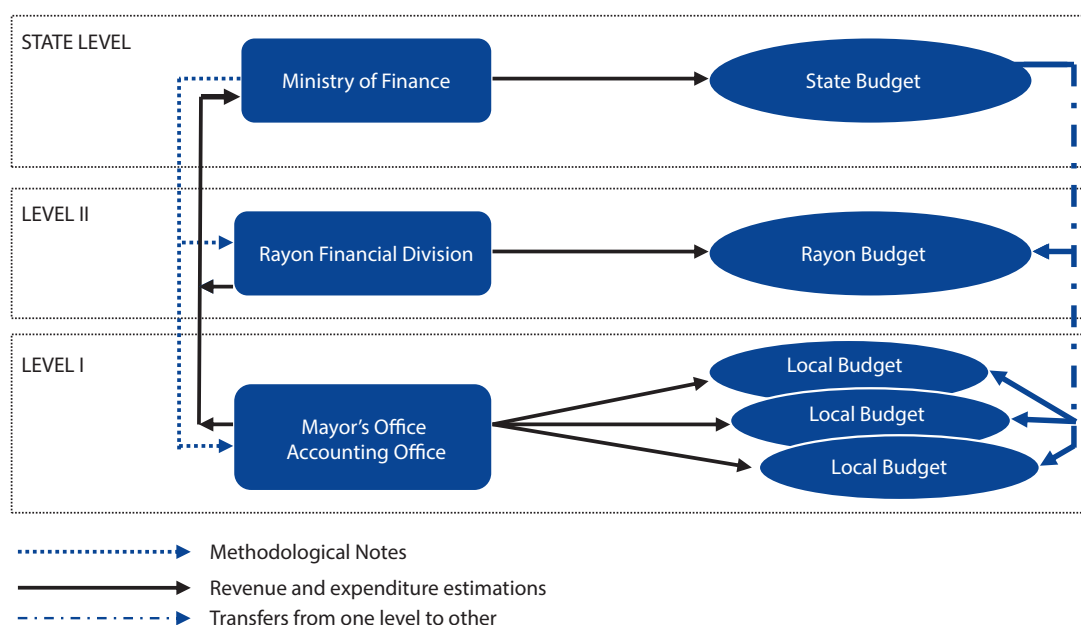 STATE LEVEL
Ministry of Finance
State Budget
LEVEL II
Rayon Financial Division
Rayon Budget
LEVEL I
Mayor’s Office
Accounting Office
Local Budget
Local Budget
Local Budget
Methodological Notes
Revenue and expenditure estimations
Transfers from one level to other